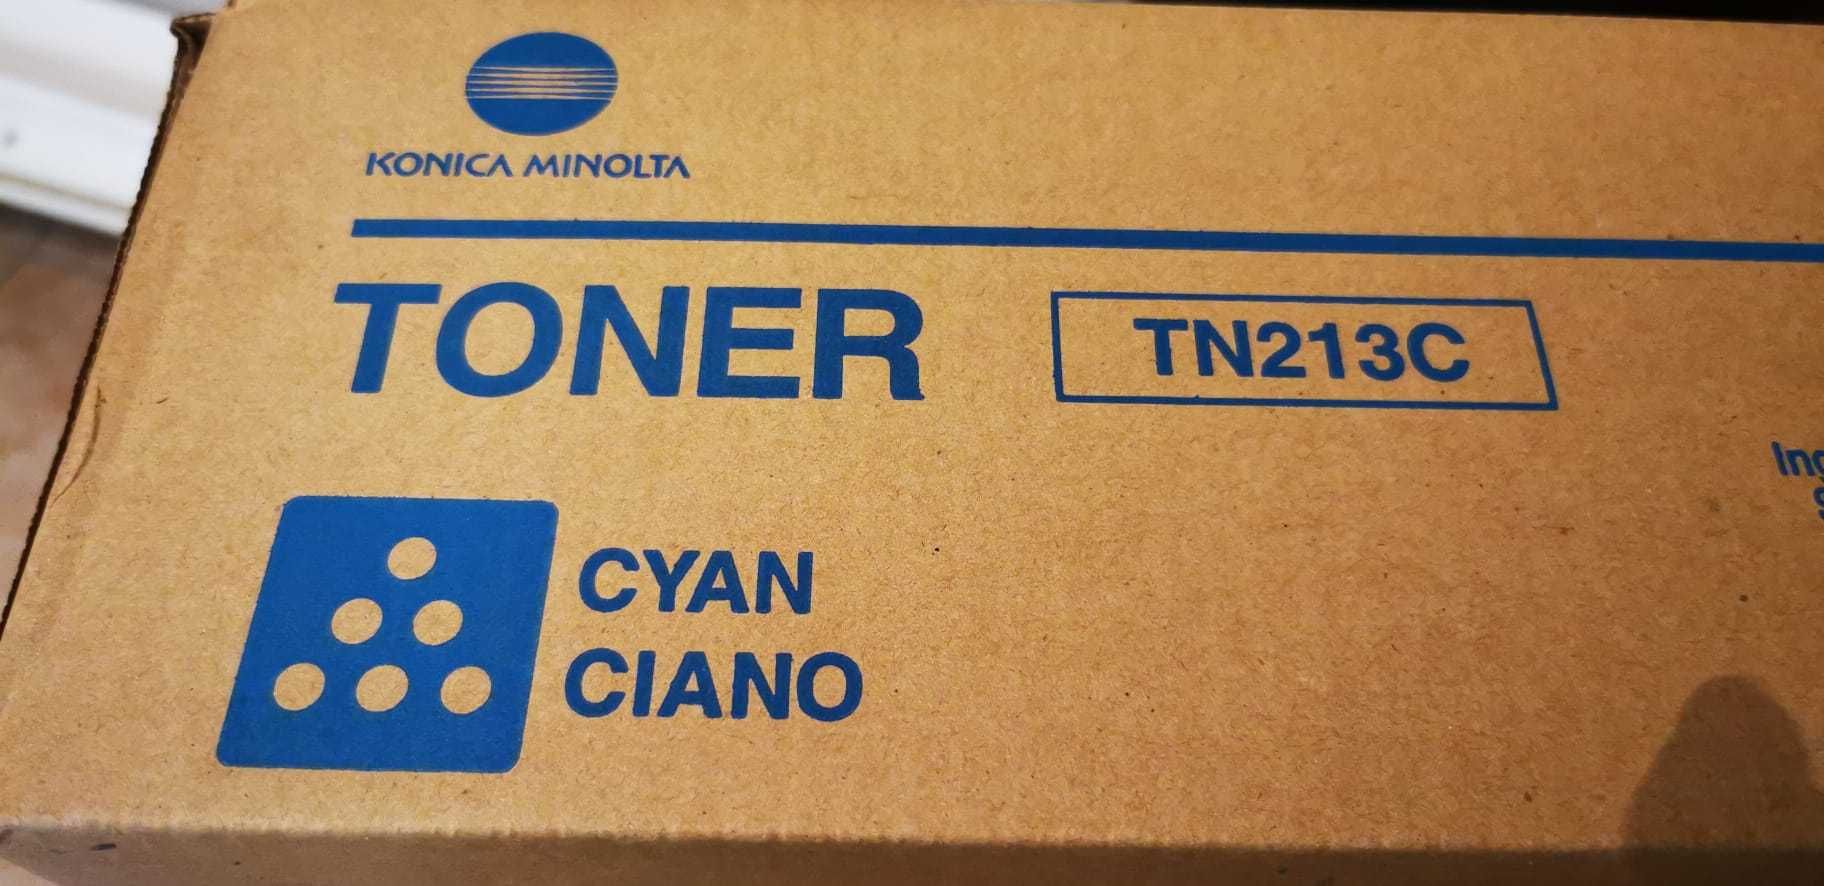 KONICA MINOLTA
TONER TN213C
CYAN
CIANO